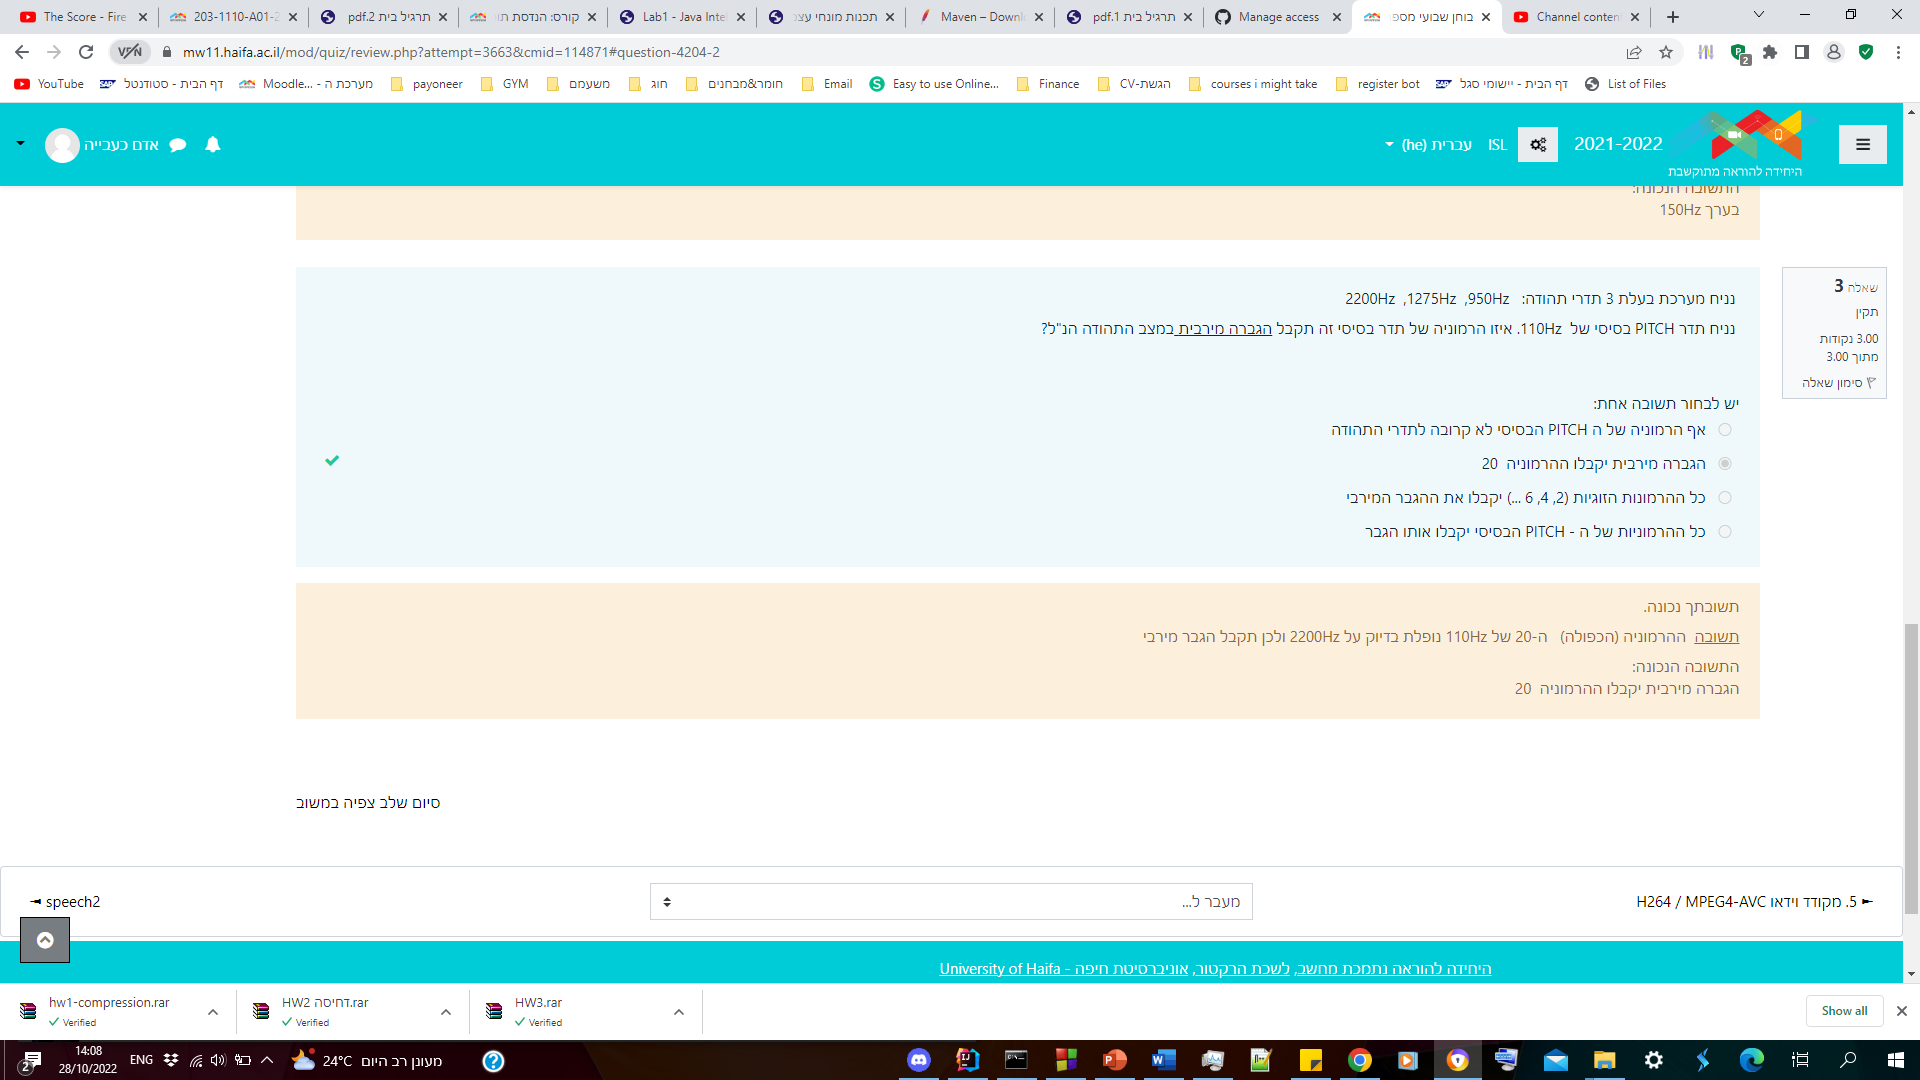 The Score - Fire
203-1110-A01-2
תרגיל בית 2.pdf
קורס: הנדסת תו
Lab1 - Java Inte
תכנות מונחי עצ
Maven – Downl
תרגיל בית 1.pdf
Manage access
בוחן שבועי מספ
Channel conten
VPN
mw11.haifa.ac.il/mod/quiz/review.php?attempt=3663&cmid=114871#question-4204-2
2
YouTube
דף הבית - סטודנטל
Moodle... - מערכת ה
payoneer
GYM
משעמם
חוג
חומר&מבחנים
Email
Easy to use Online...
Finance
הגשת-CV
courses i might take
register bot
דף הבית - יישומי סגל
List of Files
אדם כעבייה
עברית (he)
ISL
2021-2022
היחידה להוראה מתוקשבת
התשובה הנכונה:
בערך 150Hz
שאלה 3
תקין
3.00 נקודות
מתוך 3.00
סימון שאלה
נניח מערכת בעלת 3 תדרי תהודה: 950Hz, 1275Hz, 2200Hz
נניח תדר PITCH בסיסי של 110Hz. איזו הרמוניה של תדר בסיסי זה תקבל הגברה מירבית במצב התהודה הנ"ל?
יש לבחור תשובה אחת:
אף הרמוניה של ה PITCH הבסיסי לא קרובה לתדרי התהודה
הגברה מירבית יקבלו ההרמוניה 20
כל ההרמונות הזוגיות (2, 4, 6 ...) יקבלו את ההגבר המירבי
כל ההרמוניות של ה - PITCH הבסיסי יקבלו אותו הגבר
תשובתך נכונה.
תשובה ההרמוניה (הכפולה) ה-20 של 110Hz נופלת בדיוק על 2200Hz ולכן תקבל הגבר מירבי
התשובה הנכונה:
הגברה מירבית יקבלו ההרמוניה 20
סיום שלב צפיה במשוב
5. מקודד וידאו H264 / MPEG4-AVC
מעבר ל...
speech2
היחידה להוראה נתמכת מחשב, לשכת הרקטור, אוניברסיטת חיפה - University of Haifa
hw1-compression.rar
Verified
HW2 דחיסה.rar
Verified
HW3.rar
Verified
Show all
2
14:08
28/10/2022
ENG
24°C
מעונן רב היום